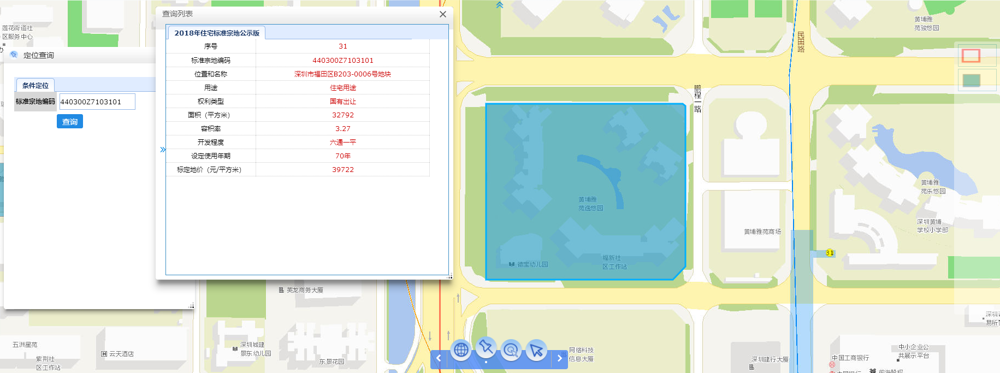 莲花街道社
区服务中心
定位查询
条件定位
标准宗地编码 440300Z7103101
查询
查询列表
2018年住宅标准宗地公示版
序号 31
标准宗地编码 440300Z7103101
位置和名称 深圳市福田区B203-0006号地块
用途 住宅用途
权利类型 国有出让
面积（平方米） 32792
容积率 3.27
开发程度 六通一平
设定使用年期 70年
标定地价（元/平方米） 39722
民田路
鹏程一路
黄埔雅
苑骏悠园
黄埔雅
苑逸悠园
德宝幼儿园
福新社
区工作站
黄埔雅苑商场
黄埔雅
苑乐悠园
深圳黄埔
学校小学部
31
英龙商务大厦
五洲星苑
紫荆社
区工作站
H 云天酒店
深圳城建
景东幼儿园
东景花园
网络科技
信息大厦
深圳建行大厦
中国工商银行
中小企业公
共展示平台